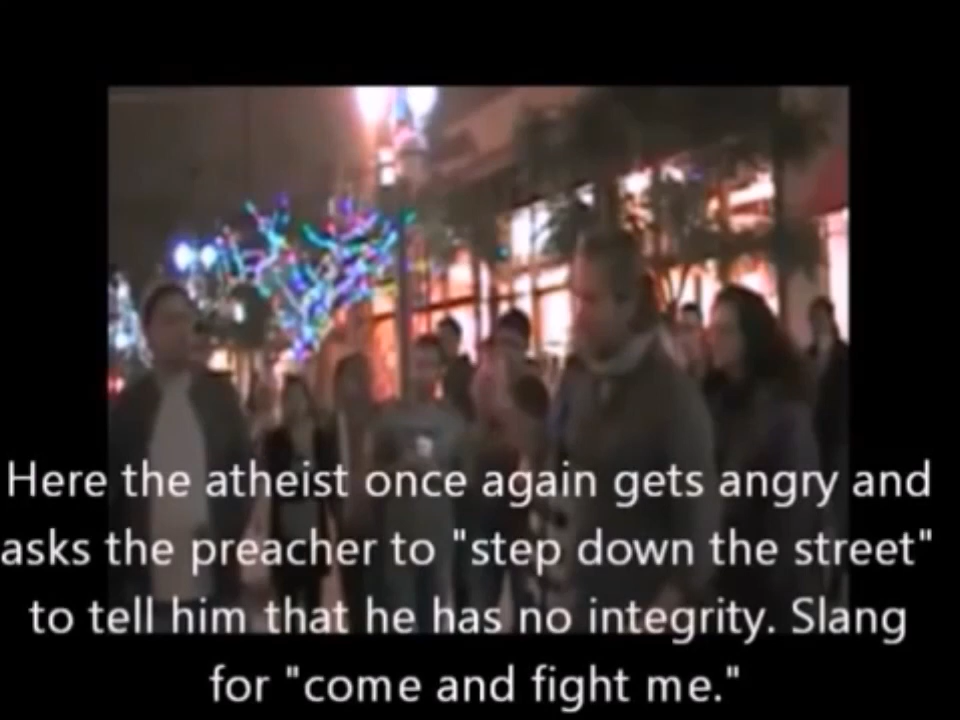 Here the atheist once again gets angry and
asks the preacher to "step down the street"
to tell him that he has no integrity. Slang
for "come and fight me."